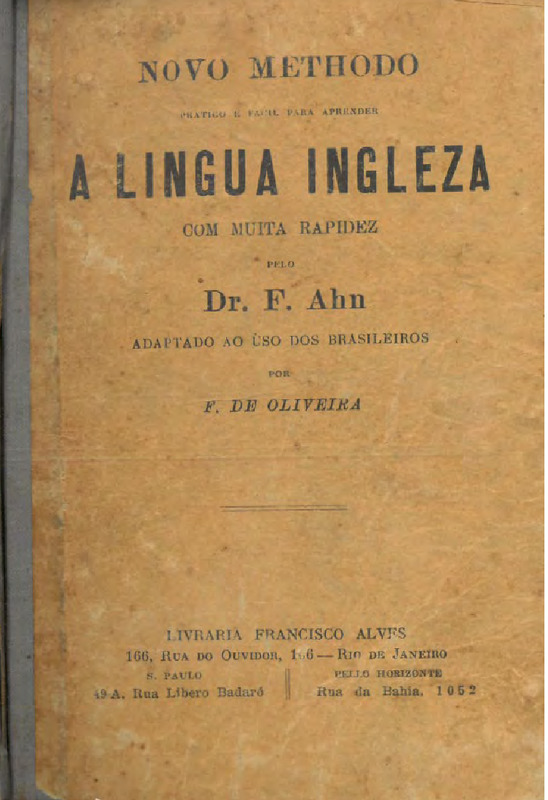 NOVO METHODO
PRATICO E FACIL PARA APRENDER
A LINGUA INGLEZA
COM MUITA RAPIDEZ
PELO
Dr. F. Ahn
ADAPTADO AO USO DOS BRASILEIROS
POR
F. DE OLIVEIRA
LIVRARIA FRANCISCO ALVES
166, RUA DO OUVIDOR, 166 — RIO DE JANEIRO
S. PAULO
49-A, Rua Libero Badaró
BELLO HORIZONTE
Rua da Bahia, 1052